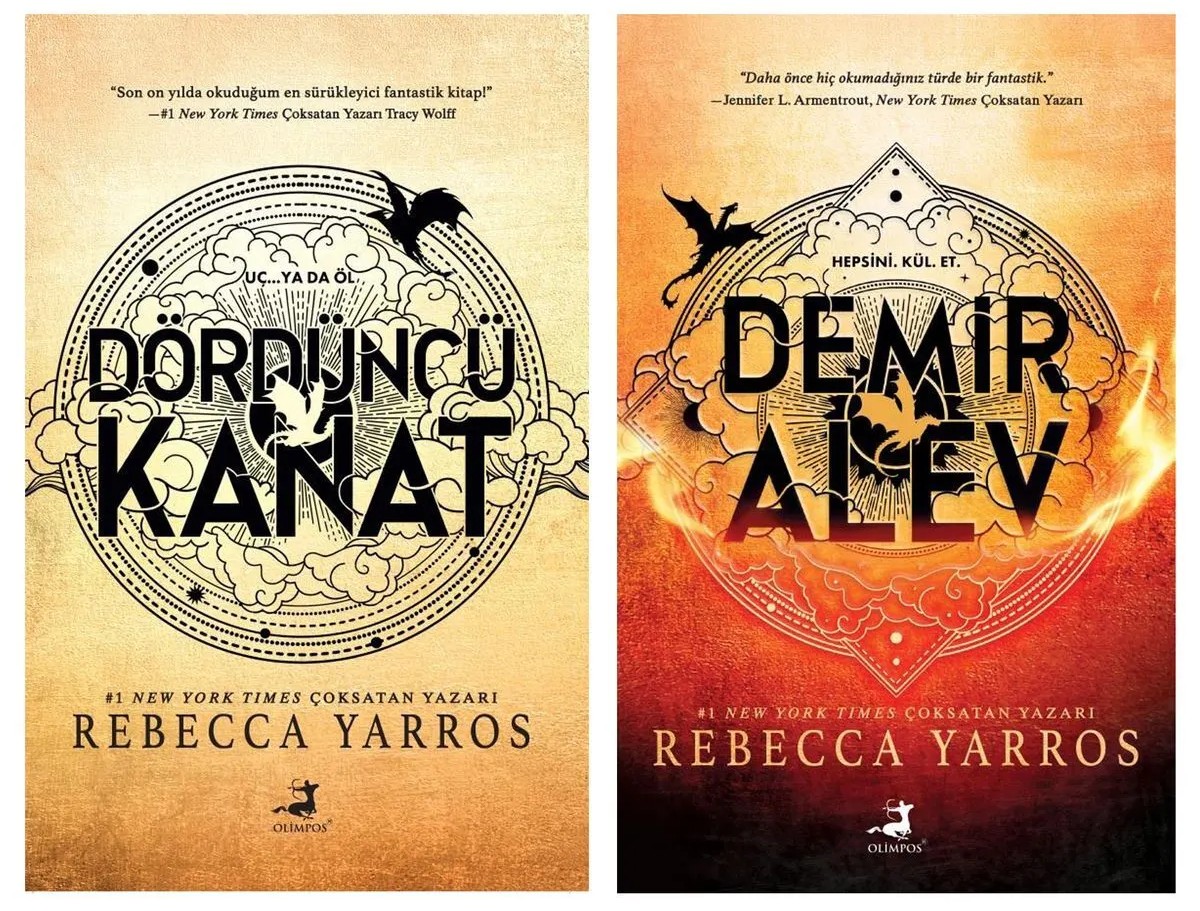 “Son on yılda okuduğum en sürükleyici fantastik kitap!”
—#1 New York Times Çoksatan Yazarı Tracy Wolff
UÇ...YA DA ÖL
DÖRDÜNCÜ
KANAT
#1 NEW YORK TIMES ÇOKSATAN YAZARI
REBECCA YARROS
OLİMPOS®
“Daha önce hiç okumadığınız türde bir fantastik.”
—Jennifer L. Armentrout, New York Times Çoksatan Yazarı
HEPSİNİ. KÜL. ET.
DEMİR
ALEV
#1 NEW YORK TIMES ÇOKSATAN YAZARI
REBECCA YARROS
OLİMPOS®